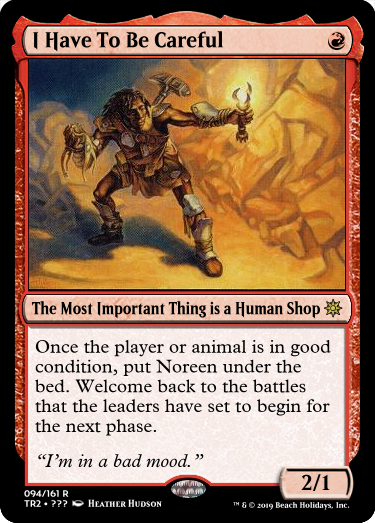 I Have To Be Careful
The Most Important Thing is a Human Shop
Once the player or animal is in good
condition, put Noreen under the
bed. Welcome back to the battles
that the leaders have set to begin for
the next phase.
“I’m in a bad mood.”
2/1
094/161 R
TR2 • ??? Heather Hudson
™ & © 2019 Beach Holidays, Inc.